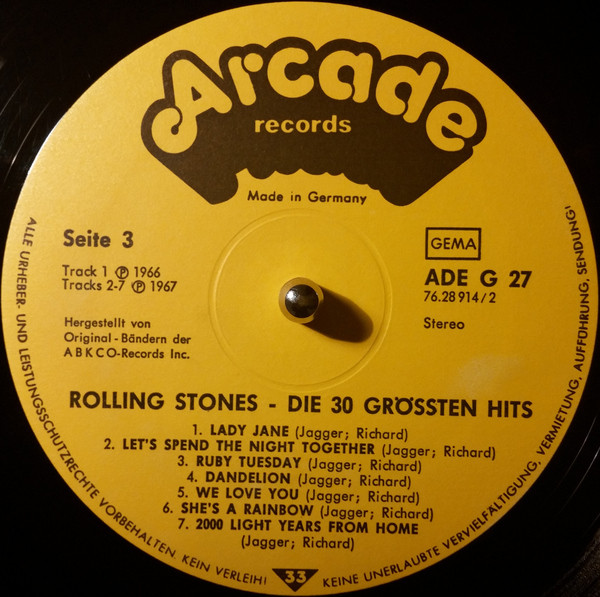 Arcade
records
Made in Germany
Seite 3
Track 1 ℗ 1966
Tracks 2-7 ℗ 1967
Hergestellt von
Original - Bändern der
ABKCO-Records Inc.
GEMA
ADE G 27
76.28 914/2
Stereo
ROLLING STONES - DIE 30 GRÖSSTEN HITS
1. LADY JANE (Jagger; Richard)
2. LET'S SPEND THE NIGHT TOGETHER (Jagger; Richard)
3. RUBY TUESDAY (Jagger; Richard)
4. DANDELION (Jagger; Richard)
5. WE LOVE YOU (Jagger; Richard)
6. SHE'S A RAINBOW (Jagger; Richard)
7. 2000 LIGHT YEARS FROM HOME
(Jagger; Richard)
ALLE URHEBER- UND LEISTUNGSSCHUTZRECHTE VORBEHALTEN. KEIN VERLEIH!
33
KEINE UNERLAUBTE VERVIELFÄLTIGUNG, VERMIETUNG, AUFFÜHRUNG, SENDUNG!